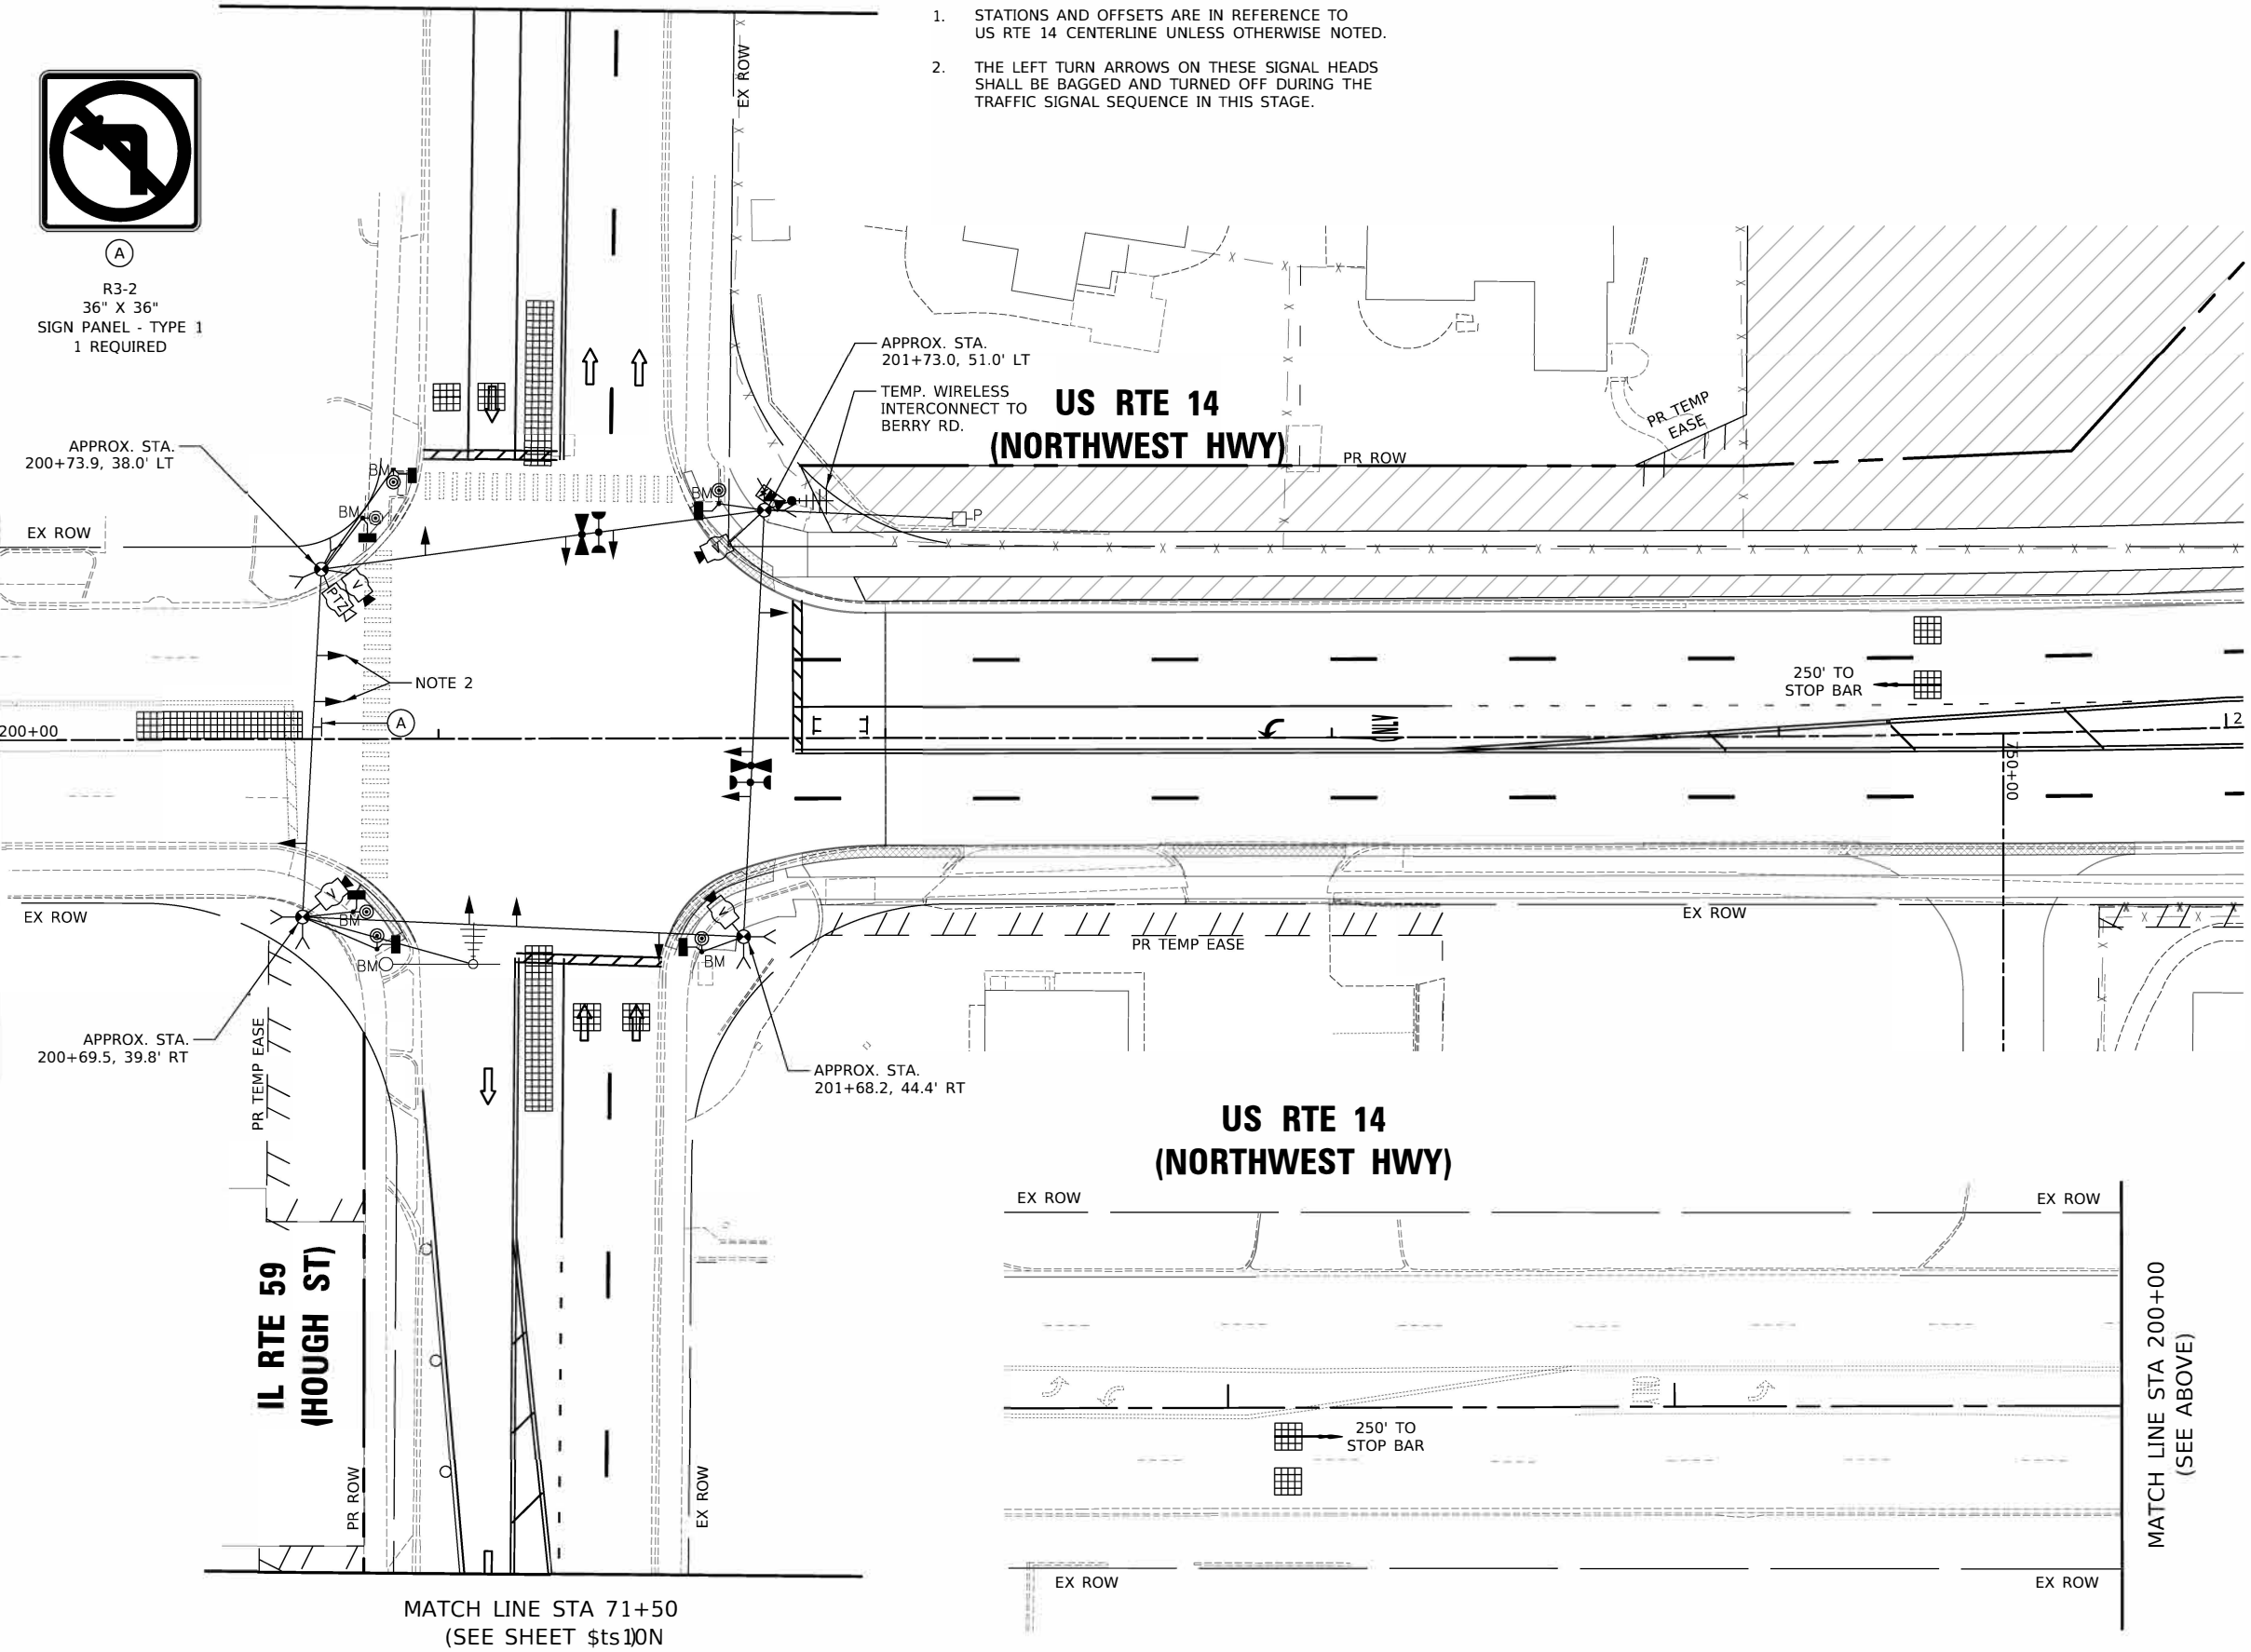 1. STATIONS AND OFFSETS ARE IN REFERENCE TO
US RTE 14 CENTERLINE UNLESS OTHERWISE NOTED.
2. THE LEFT TURN ARROWS ON THESE SIGNAL HEADS
SHALL BE BAGGED AND TURNED OFF DURING THE
TRAFFIC SIGNAL SEQUENCE IN THIS STAGE.
A
R3-2
36" X 36"
SIGN PANEL - TYPE 1
1 REQUIRED
EX ROW
APPROX. STA.
201+73.0, 51.0' LT
TEMP. WIRELESS
INTERCONNECT TO
BERRY RD.
US RTE 14
(NORTHWEST HWY)
PR ROW
PR TEMP
EASE
APPROX. STA.
200+73.9, 38.0' LT
BM
BM
BM
P
EX ROW
V
PTZ
V
NOTE 2
A
200+00
250' TO
STOP BAR
ONLY
2
750+00
EX ROW
V
BM
BM
V
BM
PR TEMP EASE
EX ROW
APPROX. STA.
200+69.5, 39.8' RT
PR TEMP EASE
APPROX. STA.
201+68.2, 44.4' RT
IL RTE 59
(HOUGH ST)
PR ROW
EX ROW
MATCH LINE STA 71+50
(SEE SHEET $ts10N
US RTE 14
(NORTHWEST HWY)
EX ROW
EX ROW
250' TO
STOP BAR
EX ROW
EX ROW
MATCH LINE STA 200+00
(SEE ABOVE)